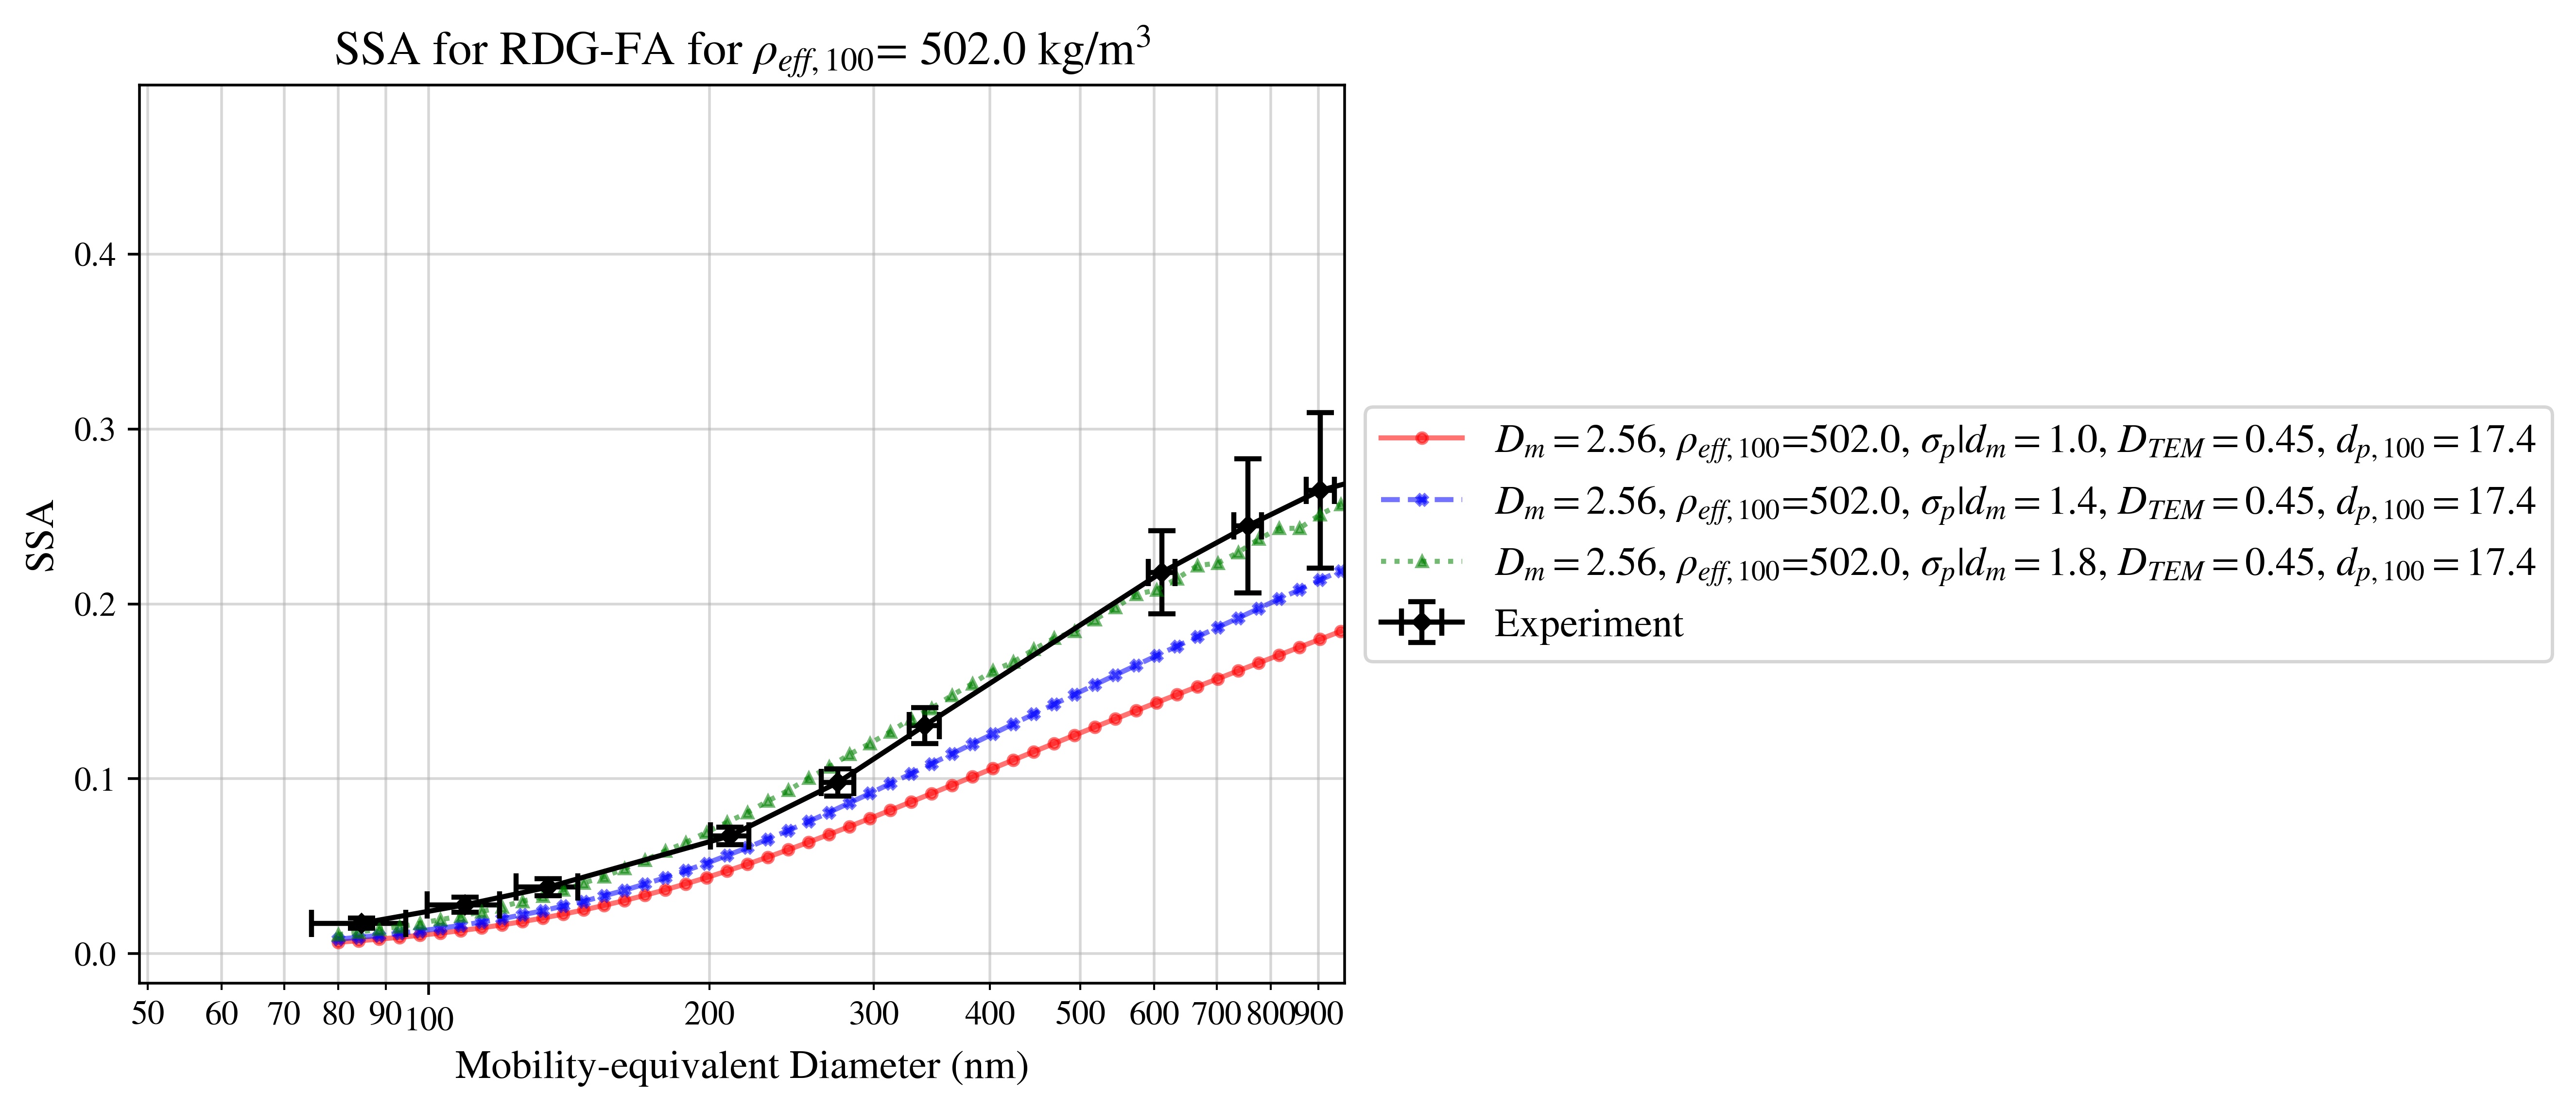 SSA for RDG-FA for ρeff, 100= 502.0 kg/m³
SSA
0.4
0.3
0.2
0.1
0.0
50 60 70 80 90 100 200 300 400 500 600 700 800 900
Mobility-equivalent Diameter (nm)
Dm = 2.56, ρeff, 100=502.0, σp|dm = 1.0, DTEM = 0.45, dp, 100 = 17.4
Dm = 2.56, ρeff, 100=502.0, σp|dm = 1.4, DTEM = 0.45, dp, 100 = 17.4
Dm = 2.56, ρeff, 100=502.0, σp|dm = 1.8, DTEM = 0.45, dp, 100 = 17.4
Experiment